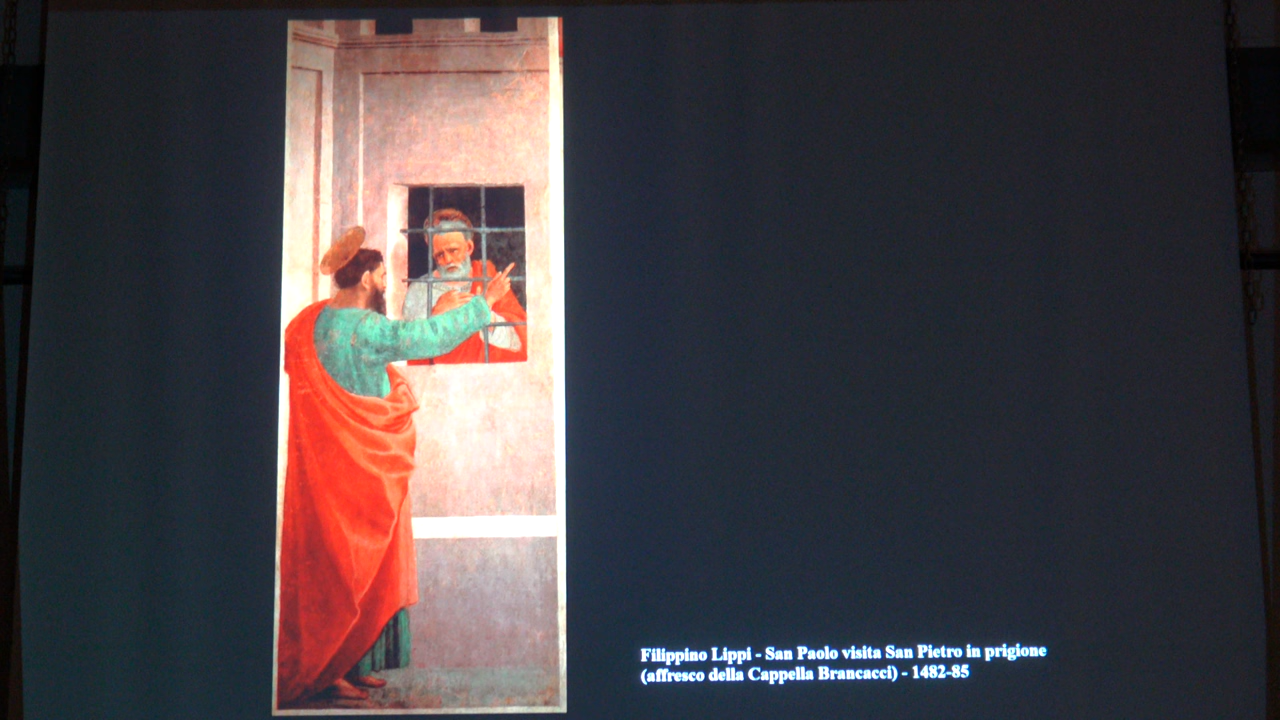 Filippino Lippi - San Paolo visita San Pietro in prigione
(affresco della Cappella Brancacci) - 1482-85